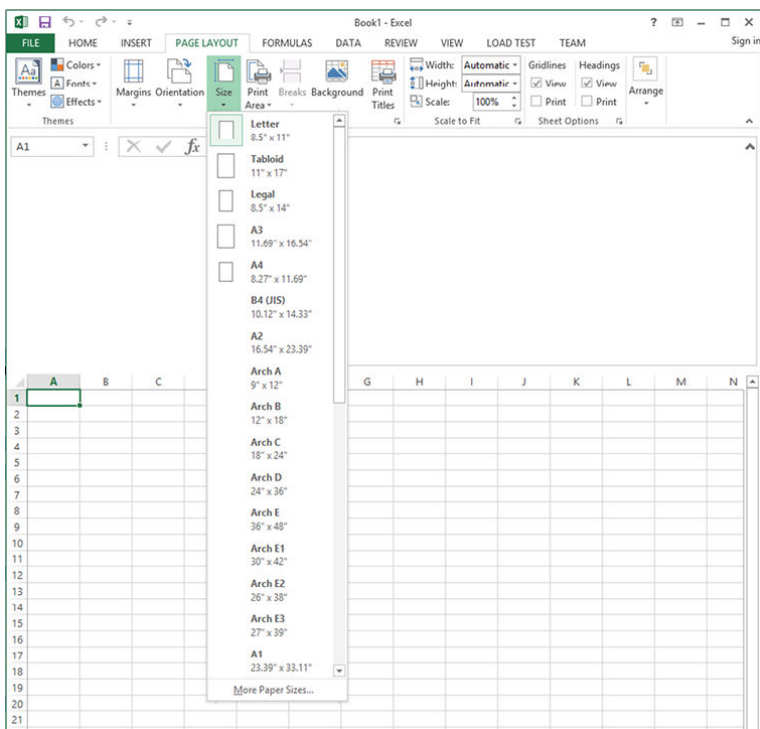 Book1 - Excel
FILE HOME INSERT PAGE LAYOUT FORMULAS DATA REVIEW VIEW LOAD TEST TEAM Sign in
Colors Width: Automatic Gridlines Headings
Aa A Fonts Height: Automatic View View
Themes Effects Margins Orientation Size Print Area Breaks Background Print Titles Scale: 100% Print Print Arrange
Themes Scale to Fit Sheet Options
A1 fx
Letter
8.5" x 11"
Tabloid
11" x 17"
Legal
8.5" x 14"
A3
11.69" x 16.54"
A4
8.27" x 11.69"
B4 (JIS)
10.12" x 14.33"
A2
16.54" x 23.39"
Arch A
9" x 12"
Arch B
12" x 18"
Arch C
18" x 24"
Arch D
24" x 36"
Arch E
36" x 48"
Arch E1
30" x 42"
Arch E2
26" x 38"
Arch E3
27" x 39"
A1
23.39" x 33.11"
More Paper Sizes...
A B C G H I J K L M N
1
2
3
4
5
6
7
8
9
10
11
12
13
14
15
16
17
18
19
20
21